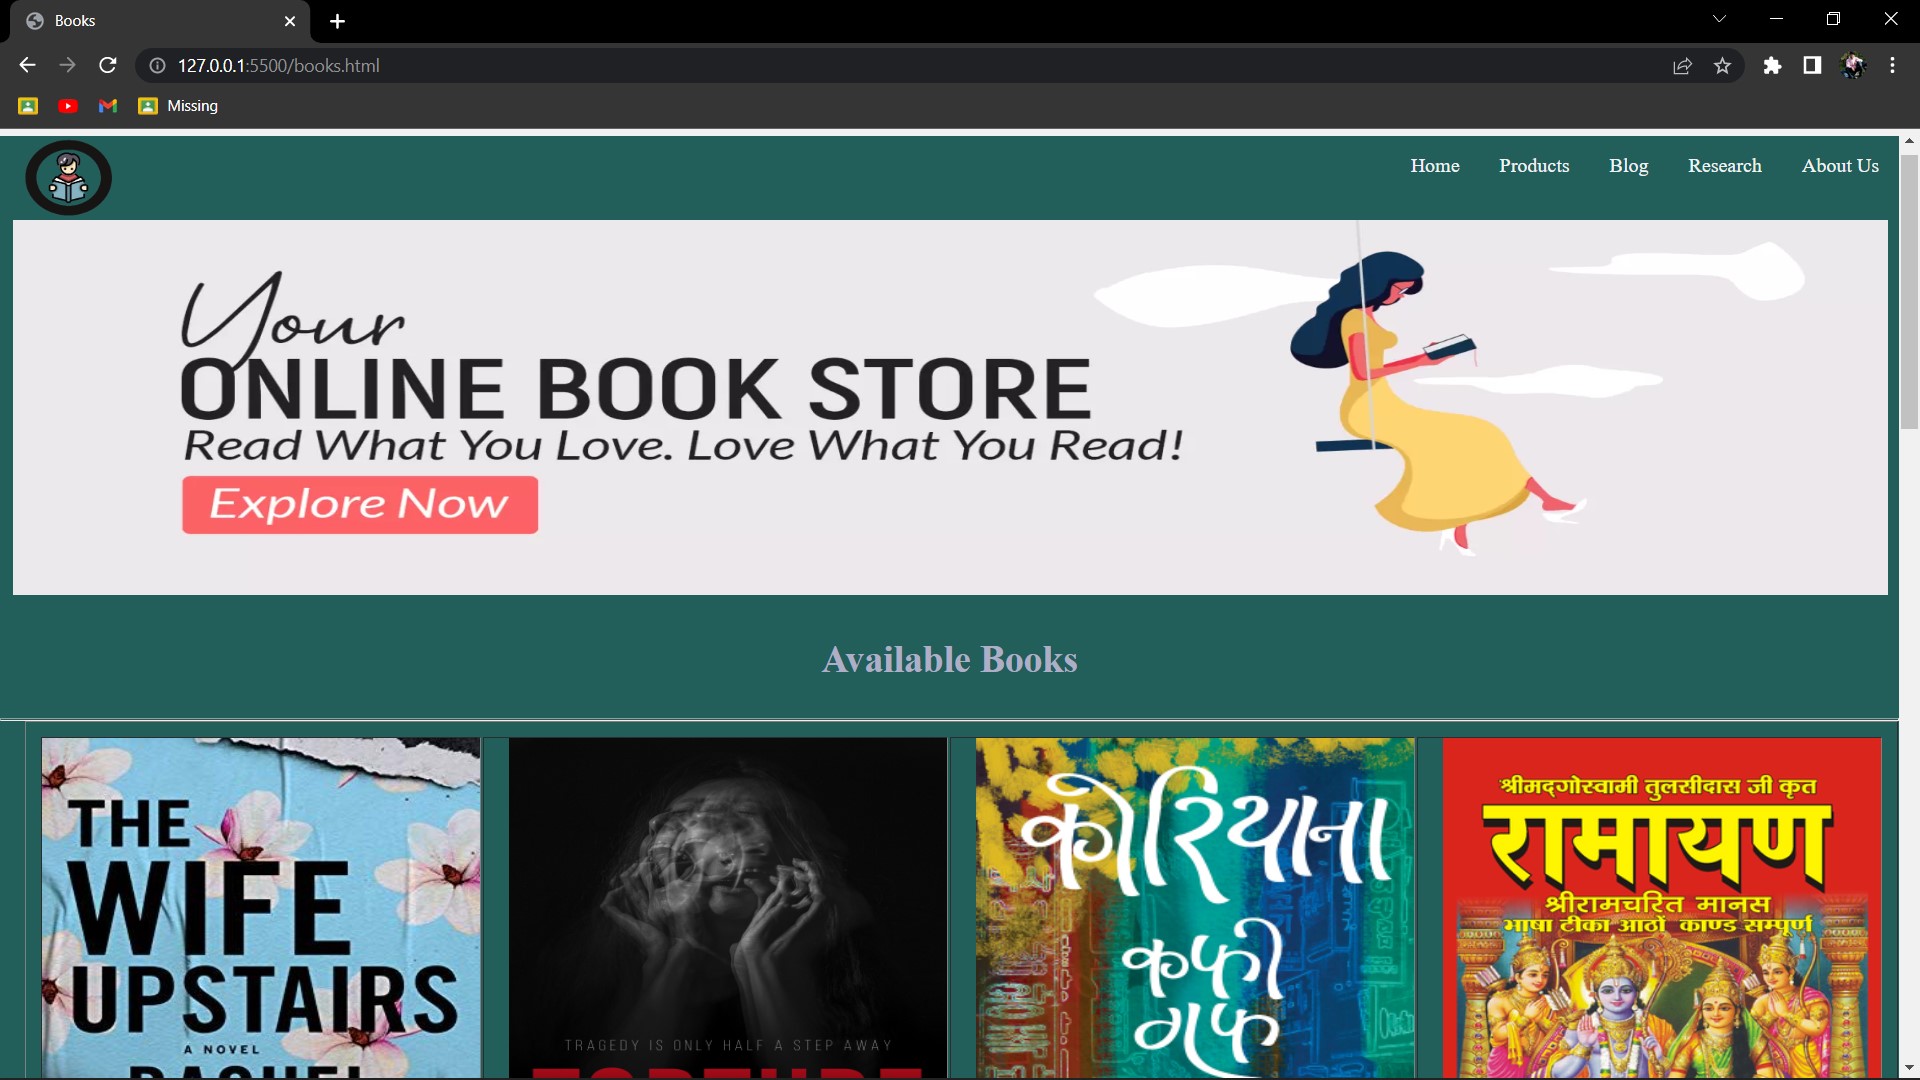 Books
127.0.0.1:5500/books.html
Missing
Home Products Blog Research About Us
Your
ONLINE BOOK STORE
Read What You Love. Love What You Read!
Explore Now
Available Books
THE
WIFE
UPSTAIRS
A NOVEL
TRAGEDY IS ONLY HALF A STEP AWAY
कोरियाना
कफी
गफ
श्रीमद्गोस्वामी तुलसीदास जी कृत
रामायण
श्रीरामचरित मानस
भाषा टीका आठों काण्ड सम्पूर्ण